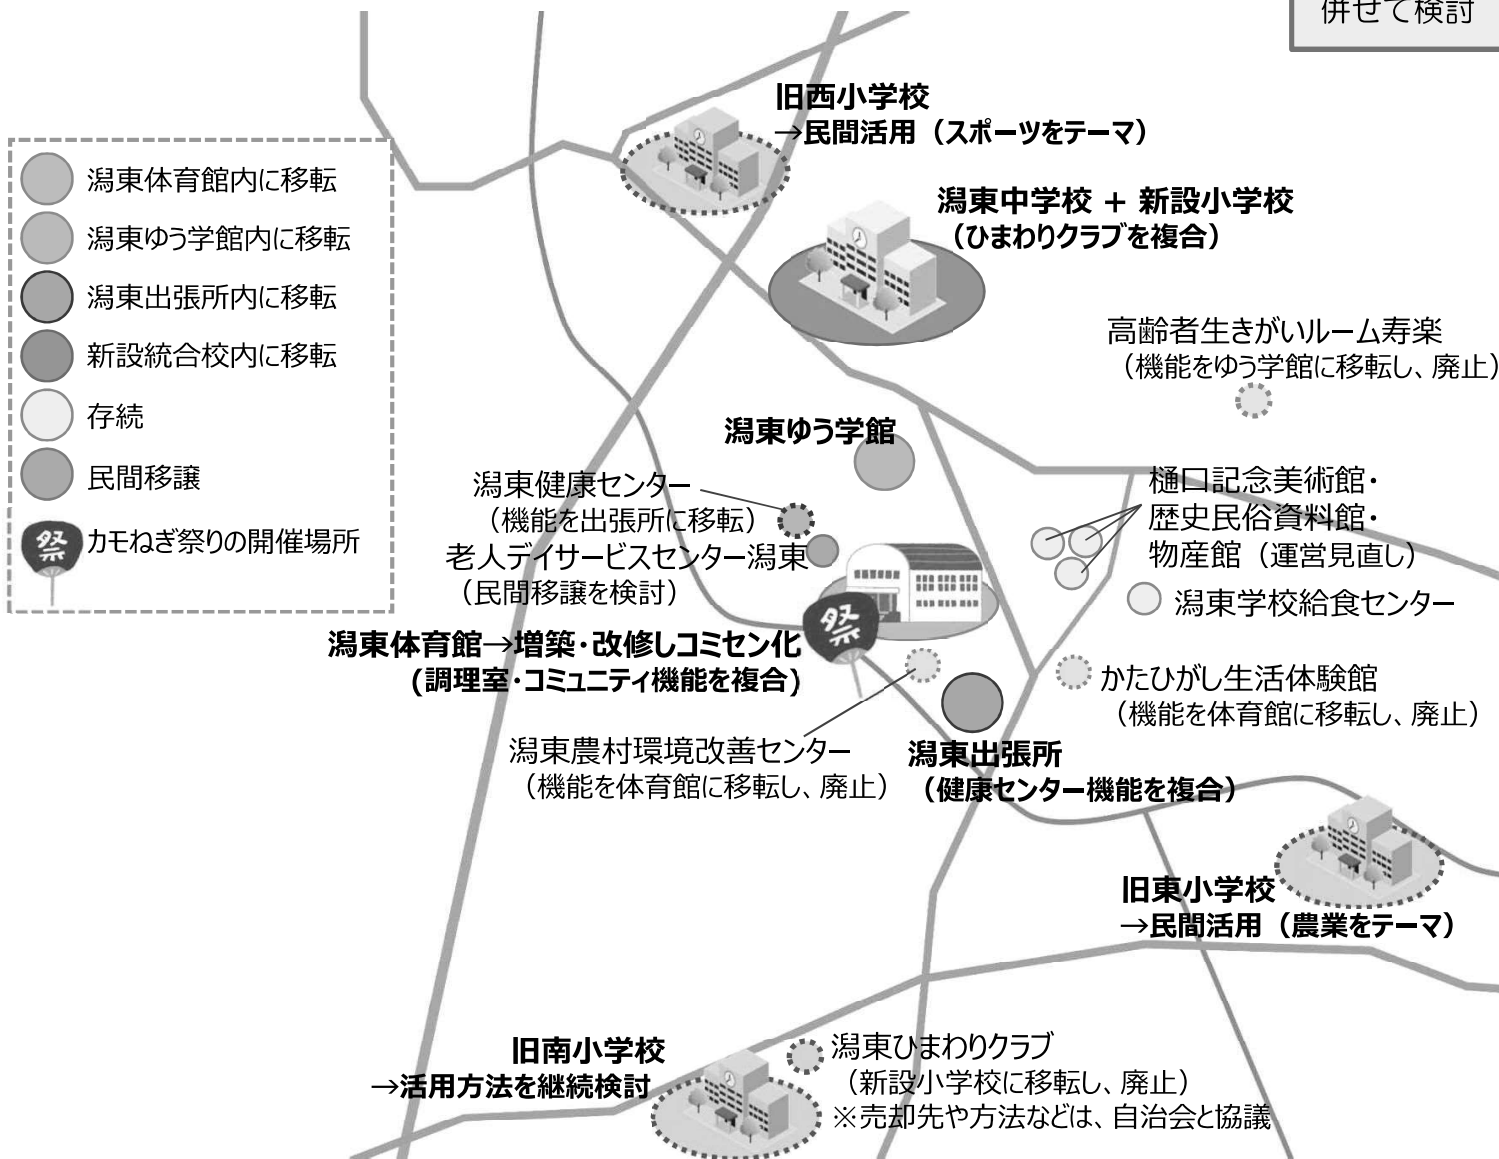 併せて検討
旧西小学校
→民間活用（スポーツをテーマ）
潟東中学校 + 新設小学校
（ひまわりクラブを複合）
潟東体育館内に移転
潟東ゆう学館内に移転
潟東出張所内に移転
新設統合校内に移転
存続
民間移譲
祭 カモねぎ祭りの開催場所
高齢者生きがいルーム寿楽
（機能をゆう学館に移転し、廃止）
潟東ゆう学館
潟東健康センター
（機能を出張所に移転）
老人デイサービスセンター潟東
（民間移譲を検討）
樋口記念美術館・
歴史民俗資料館・
物産館（運営見直し）
潟東学校給食センター
祭
潟東体育館→増築・改修しコミセン化
(調理室・コミュニティ機能を複合)
かたひがし生活体験館
（機能を体育館に移転し、廃止）
潟東農村環境改善センター
（機能を体育館に移転し、廃止）
潟東出張所
（健康センター機能を複合）
旧東小学校
→民間活用（農業をテーマ）
旧南小学校
→活用方法を継続検討
潟東ひまわりクラブ
（新設小学校に移転し、廃止）
※売却先や方法などは、自治会と協議